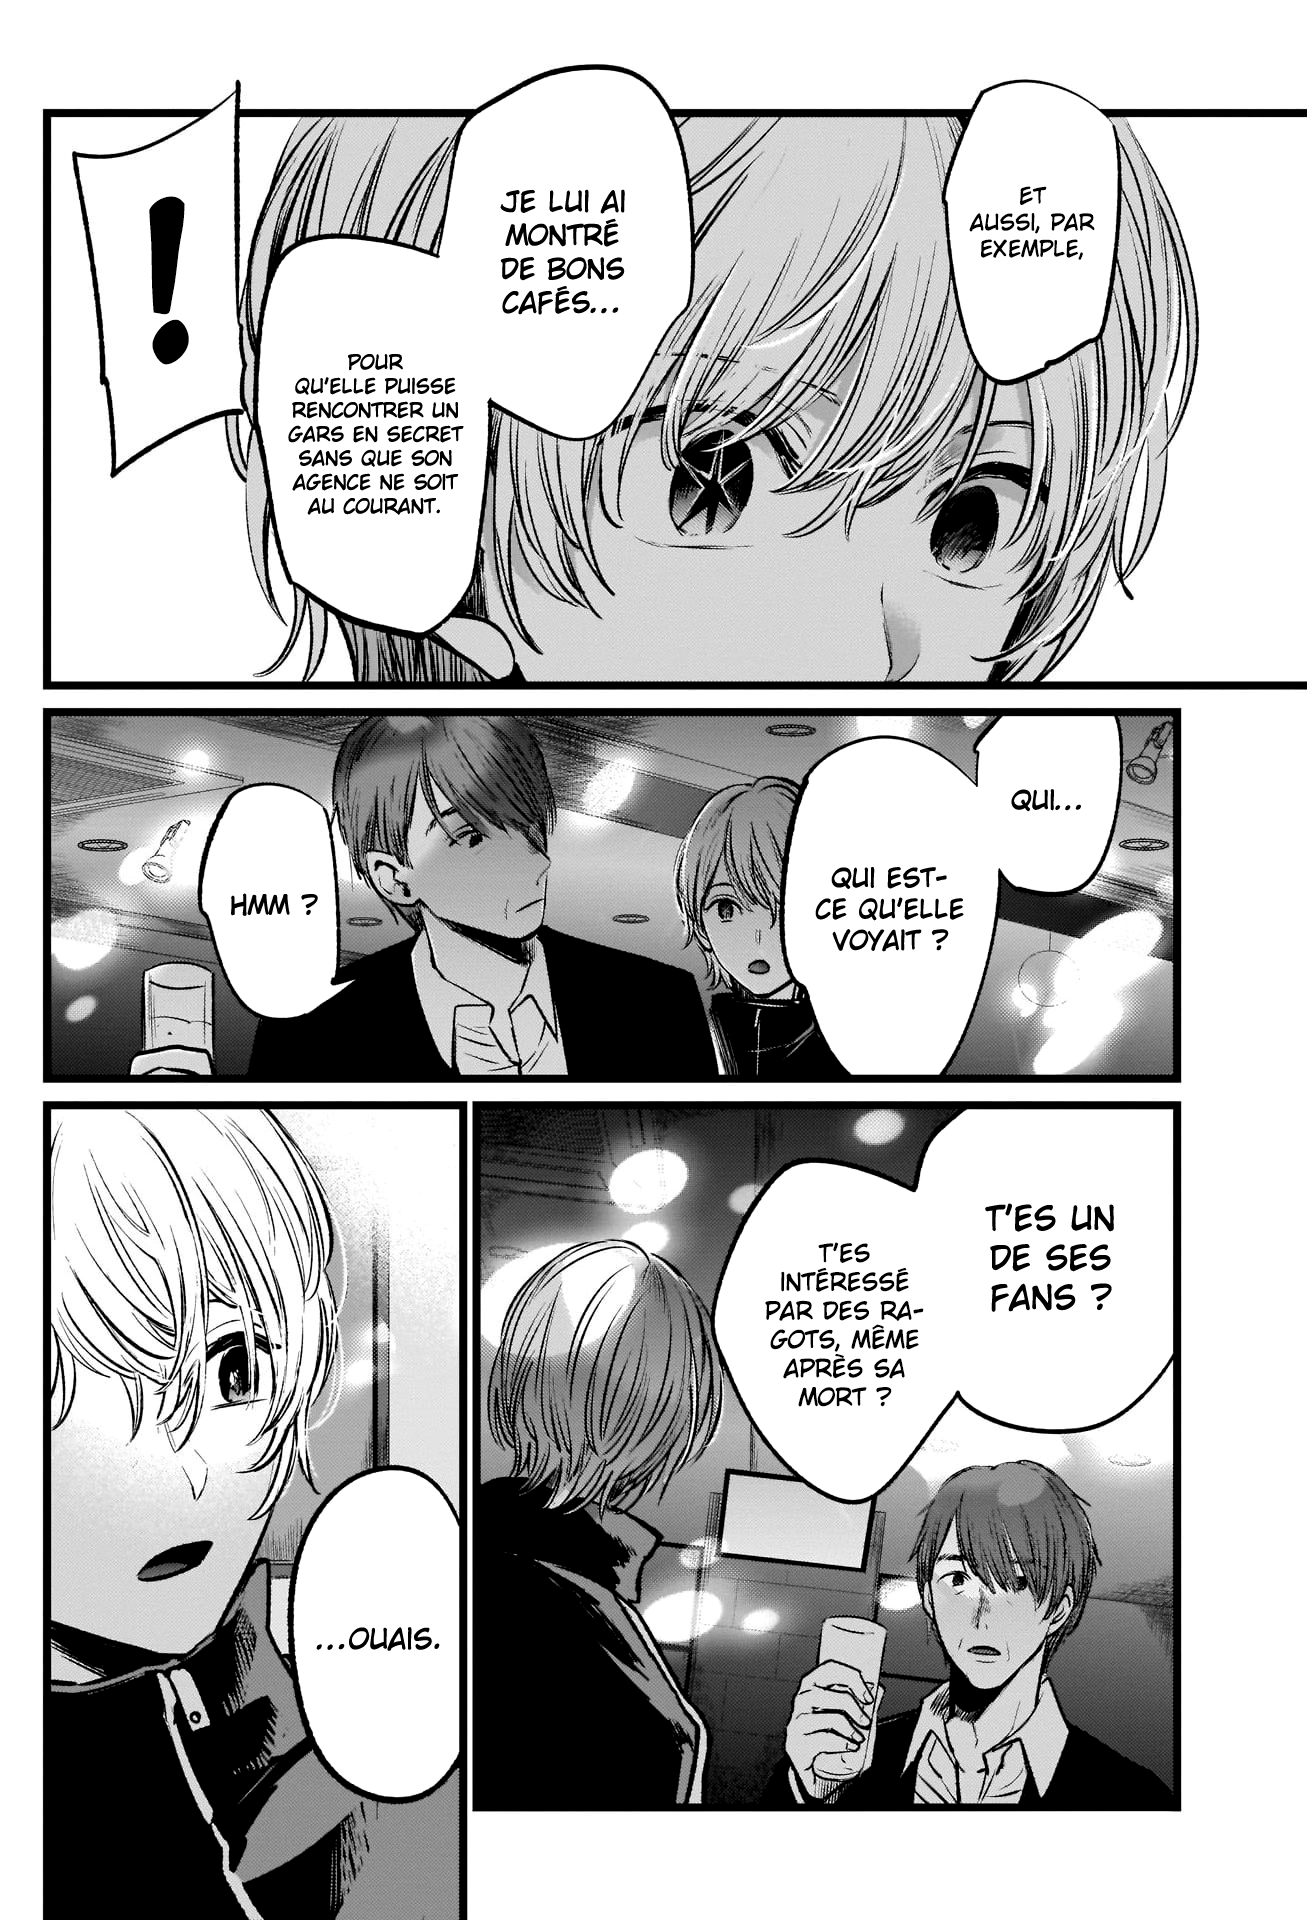 ET
AUSSI, PAR
EXEMPLE,
JE LUI AI
MONTRÉ
DE BONS
CAFÉS...
POUR
QU'ELLE PUISSE
RENCONTRER UN
GARS EN SECRET
SANS QUE SON
AGENCE NE SOIT
AU COURANT.
!
QUI...
QUI EST-
CE QU'ELLE
VOYAIT ?
HMM ?
T'ES UN
DE SES
FANS ?
T'ES
INTÉRESSÉ
PAR DES RA-
GOTS, MÊME
APRÈS SA
MORT ?
...OUAIS.